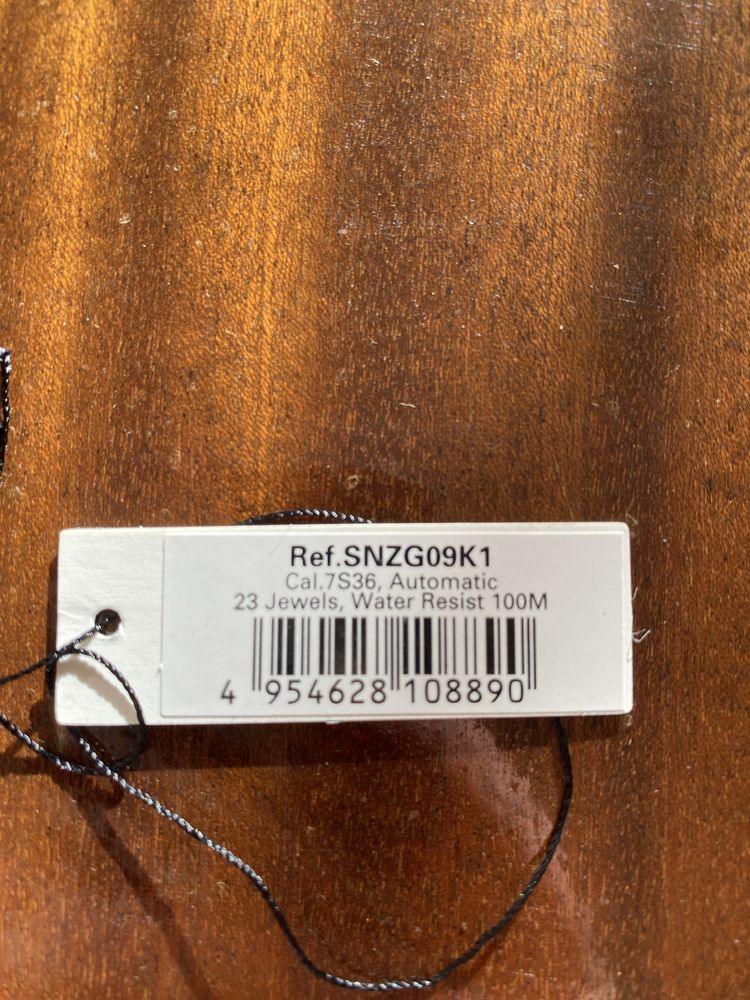 Ref.SNZG09K1
Cal.7S36, Automatic
23 Jewels, Water Resist 100M
4 954628 108890